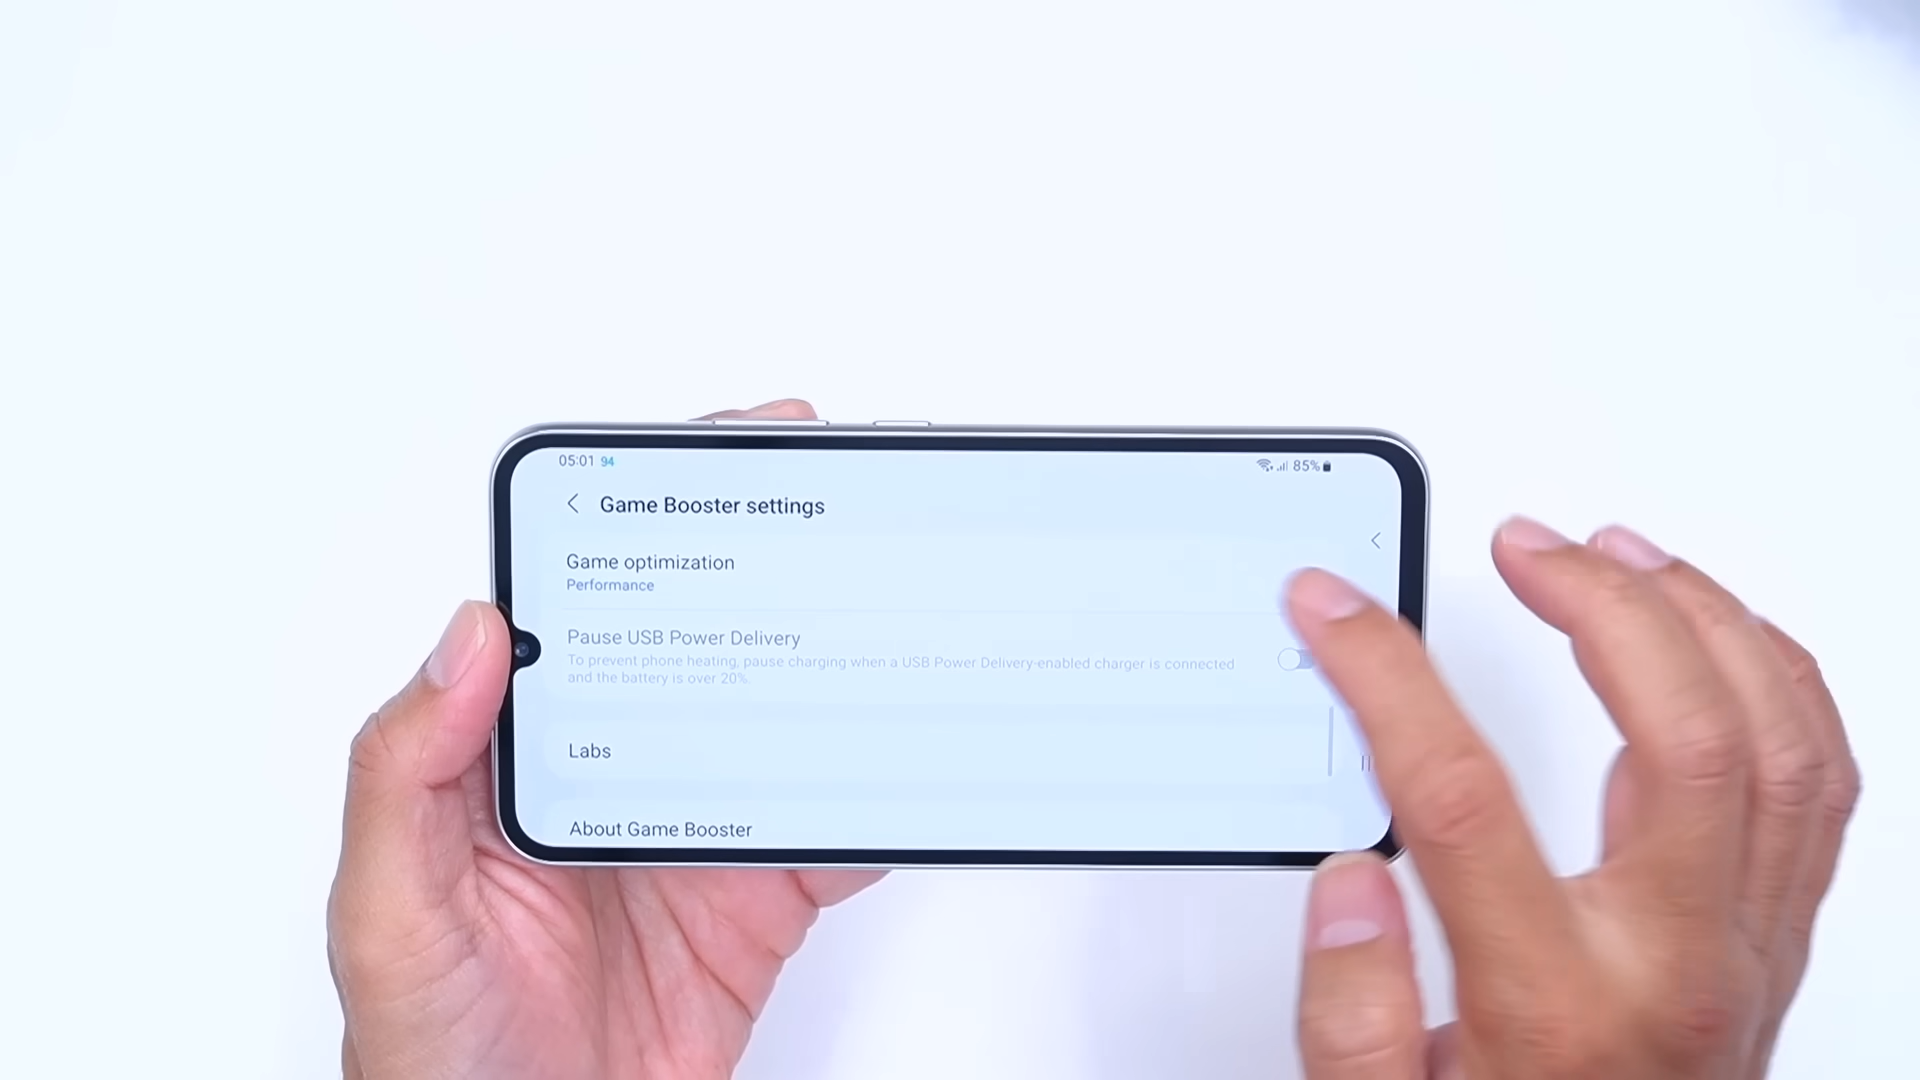 05:01 94
85%
Game Booster settings
Game optimization
Performance
Pause USB Power Delivery
To prevent phone heating, pause charging when a USB Power Delivery-enabled charger is connected
and the battery is over 20%.
Labs
About Game Booster